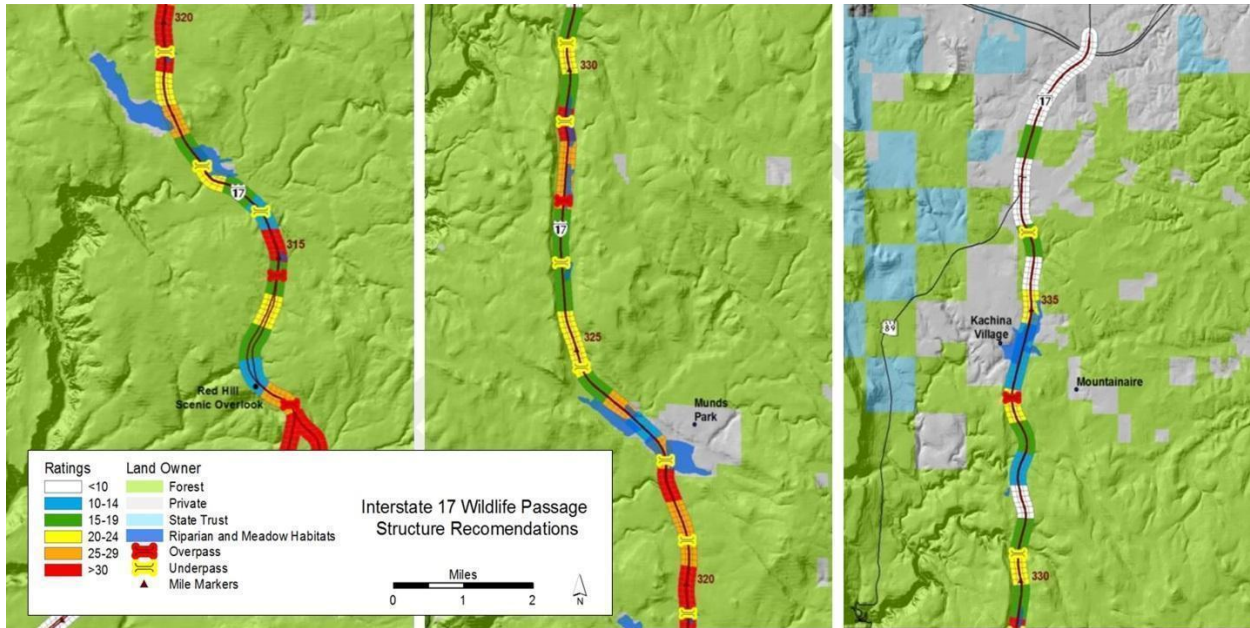 320
17
315
Red Hill
Scenic Overlook
330
17
325
Munds
Park
320
17
89
335
Kachina
Village
Mountainaire
330
Ratings
<10
10-14
15-19
20-24
25-29
>30
Land Owner
Forest
Private
State Trust
Riparian and Meadow Habitats
Overpass
Underpass
Mile Markers
Interstate 17 Wildlife Passage
Structure Recomendations
Miles
0 1 2
N